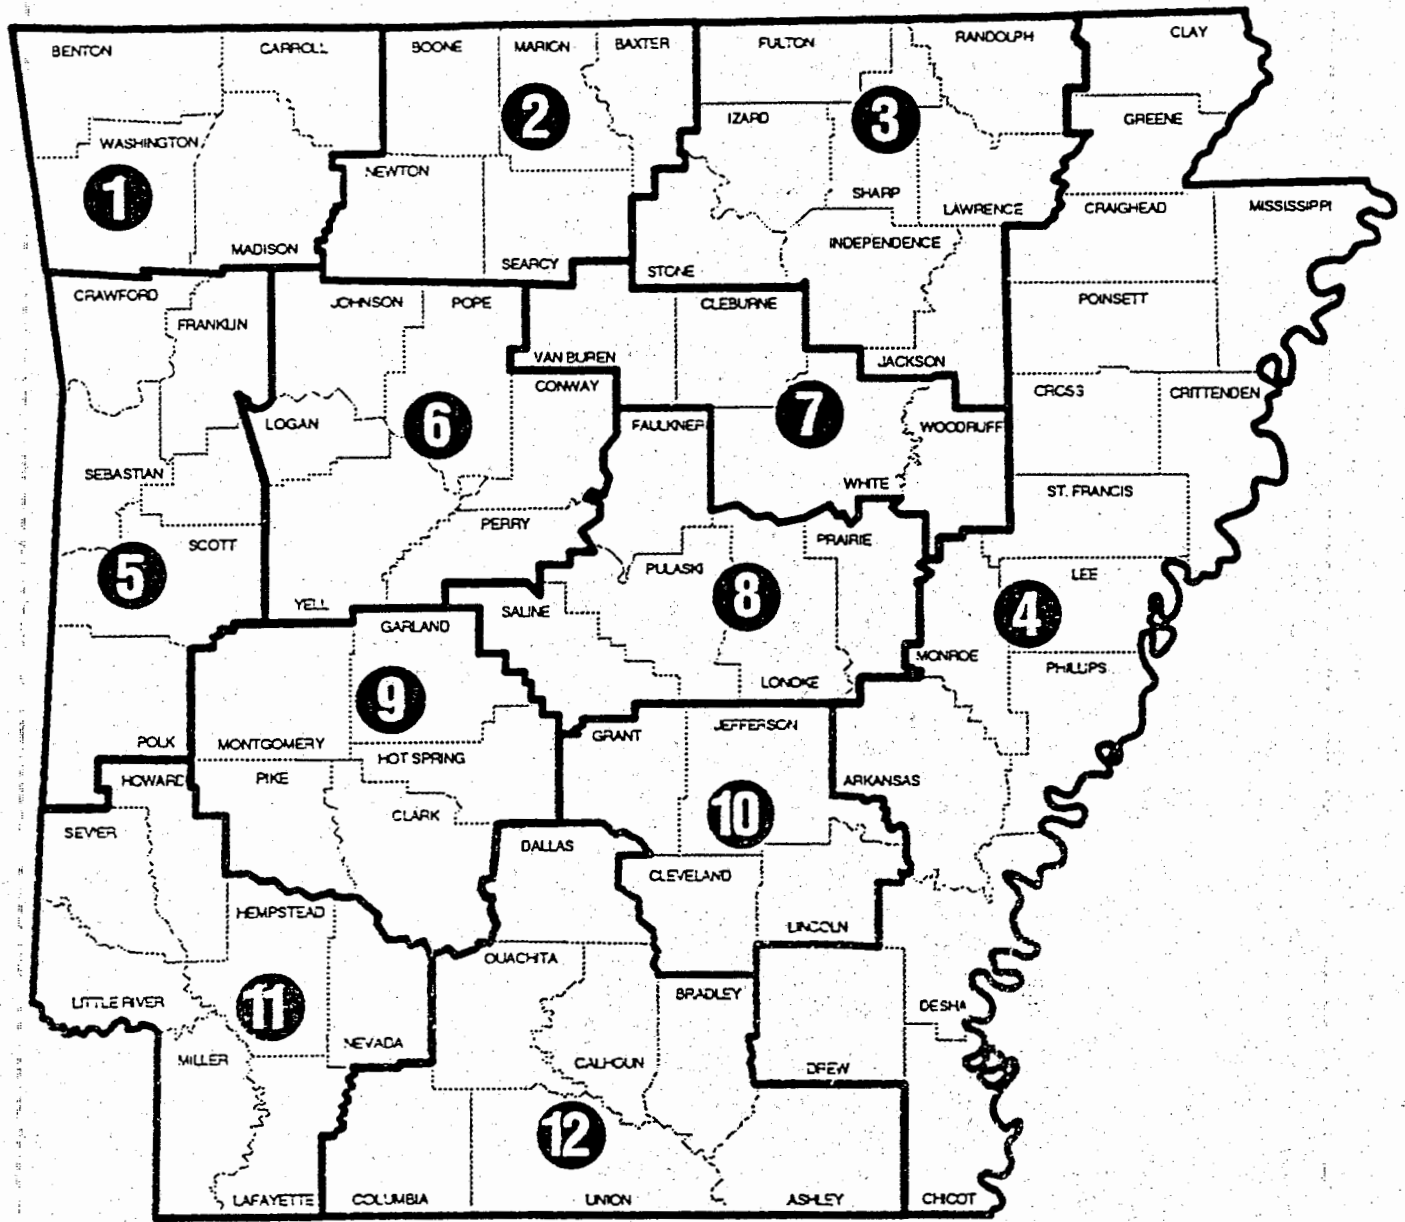 BENTON
CARROLL
BOONE
MARION
BAXTER
FULTON
RANDOLPH
CLAY
2
3
IZARD
GREENE
WASHINGTON
NEWTON
1
SHARP
LAWRENCE
CRAIGHEAD
MISSISSIPPI
MADISON
INDEPENDENCE
SEARCY
STONE
CRAWFORD
JOHNSON
POPE
CLEBURNE
POINSETT
FRANKLIN
VAN BUREN
JACKSON
CONWAY
CROSS
CRITTENDEN
LOGAN
6
FAULKNER
7
WOODRUFF
SEBASTIAN
WHITE
ST. FRANCIS
PERRY
SCOTT
PRAIRIE
5
PULASKI
8
LEE
YELL
SALINE
4
GARLAND
MONROE
PHILLIPS
9
LONOKE
POLK
MONTGOMERY
GRANT
JEFFERSON
HOT SPRING
HOWARD
PIKE
ARKANSAS
CLARK
10
SEVIER
DALLAS
CLEVELAND
HEMPSTEAD
LINCOLN
OUACHITA
LITTLE RIVER
11
BRADLEY
DESHA
NEVADA
MILLER
CALHOUN
DREW
12
LAFAYETTE
COLUMBIA
UNION
ASHLEY
CHICOT